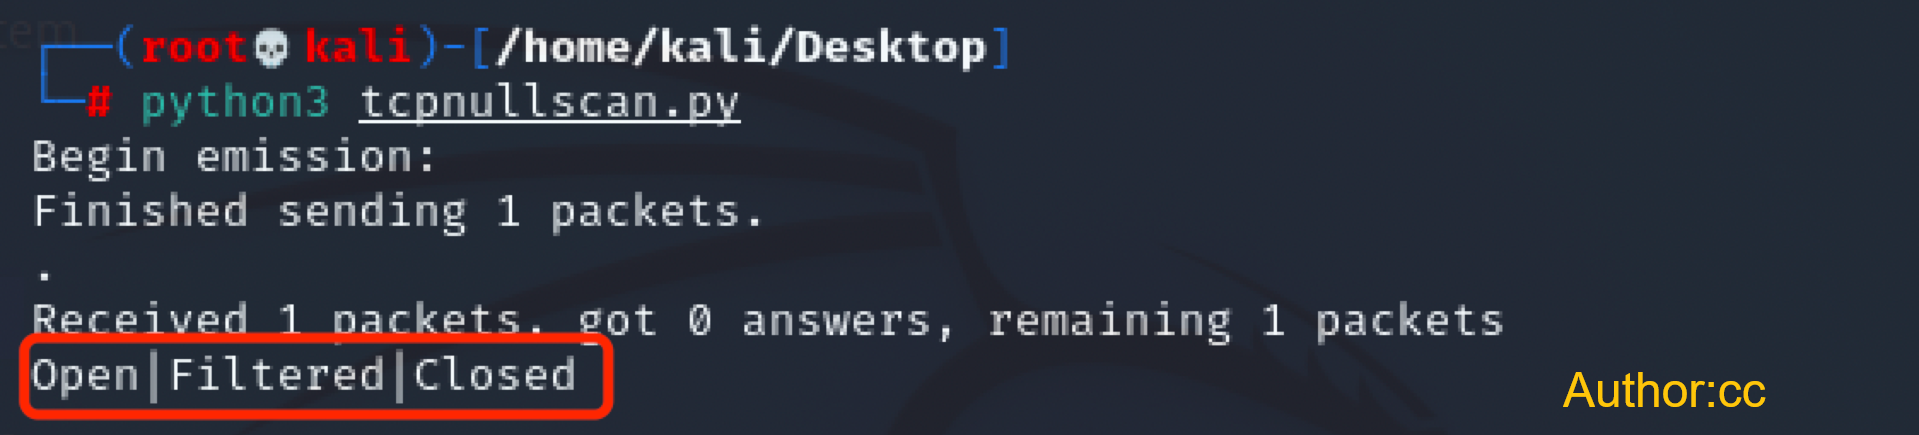 tem
┌──(root💀kali)-[/home/kali/Desktop]
└─# python3 tcpnullscan.py
Begin emission:
Finished sending 1 packets.
.
Received 1 packets, got 0 answers, remaining 1 packets
Open|Filtered|Closed
Author:cc